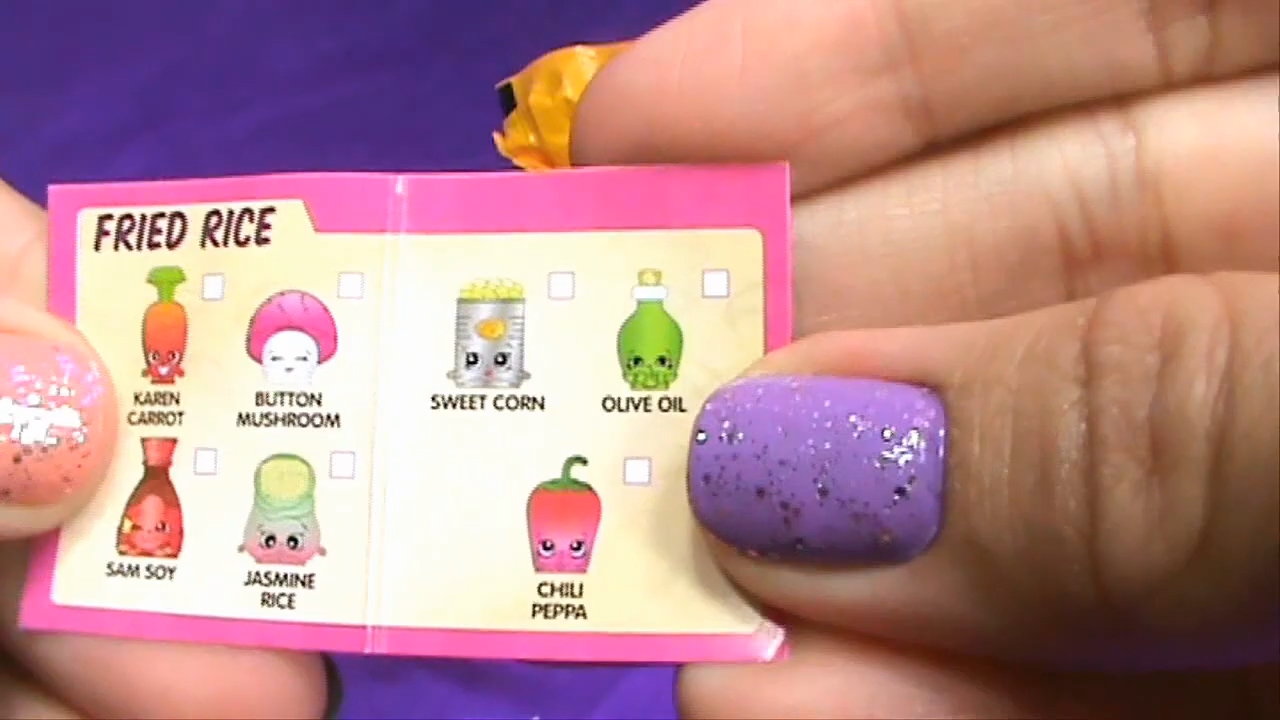 FRIED RICE
KAREN
CARROT
BUTTON
MUSHROOM
SWEET CORN
OLIVE OIL
SAM SOY
JASMINE
RICE
CHILI
PEPPA